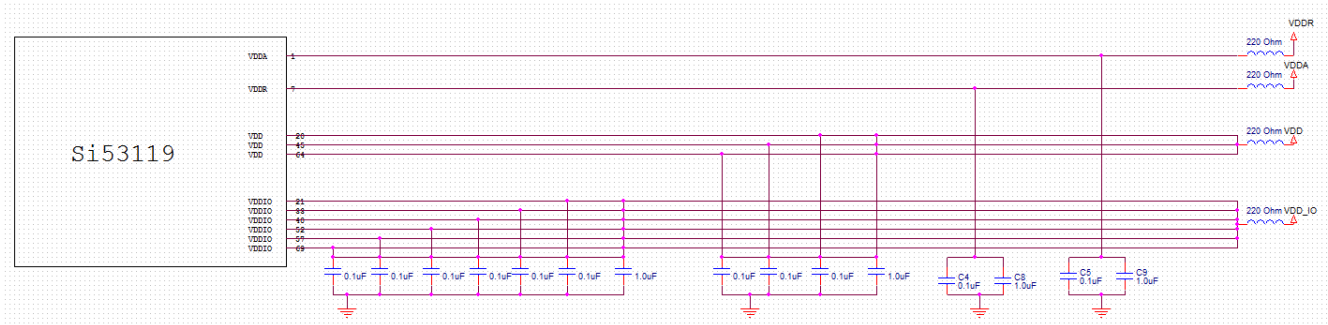 VDDR
220 Ohm
VDDA 1
VDDA
220 Ohm
VDDR 7
VDD 20
220 Ohm VDD
VDD 45
VDD 64
Si53119
VDDIO 21
VDDIO 33
220 Ohm VDD_IO
VDDIO 40
VDDIO 52
VDDIO 57
VDDIO 69
0.1uF 0.1uF 0.1uF 0.1uF 0.1uF 0.1uF 1.0uF 0.1uF 0.1uF 0.1uF 1.0uF
C4 C8 C5 C9
0.1uF 1.0uF 0.1uF 1.0uF